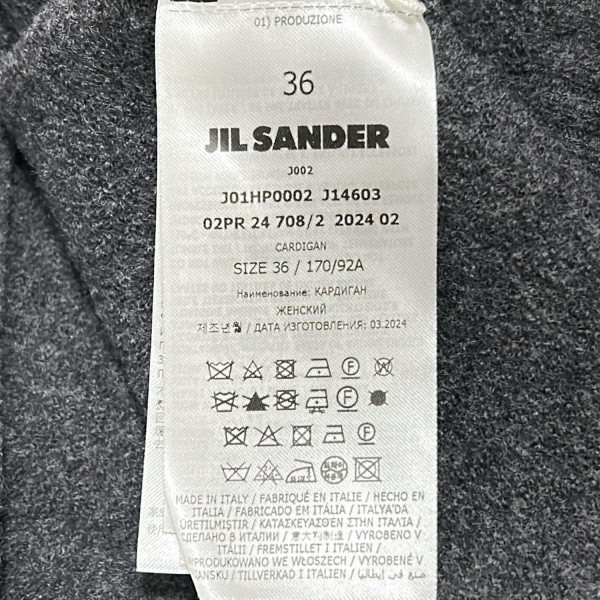 01) PRODUZIONE
36
JIL SANDER
J002
J01HP0002 J14603
02PR 24 708/2 2024 02
CARDIGAN
SIZE 36 / 170/92A
Наименование: КАРДИГАН
ЖЕНСКИЙ
제조년월 / ДАТА ИЗГОТОВЛЕНИЯ: 03.2024
MADE IN ITALY / FABRIQUÉ EN ITALIE / HECHO EN
ITALIA / FABRICADO EM ITÁLIA / ITALYA'DA
ÜRETILMIŞTIR / ΚΑΤΑΣΚΕΥΑΣΘΕΝ ΣΤΗΝ ΙΤΑΛΙΑ /
СДЕЛАНО В ИТАЛИИ / 意大利制造 / VYROBENO V
ITÁLII / FREMSTILLET I ITALIEN /
WYPRODUKOWANO WE WŁOSZECH / VYROBENÉ V
TALIANSKU / TILLVERKAD I ITALIEN / صنع في إيطاليا